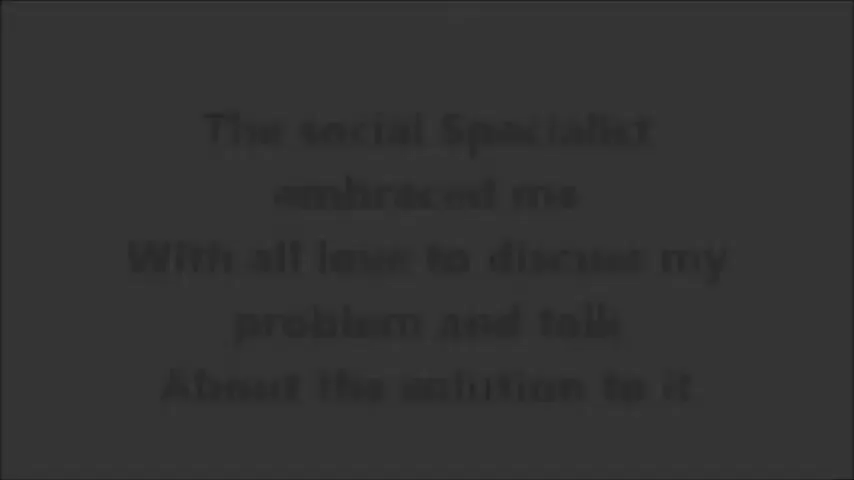 The social Specialist
embraced me
With all love to discuss my
problem and talk
About the solution to it